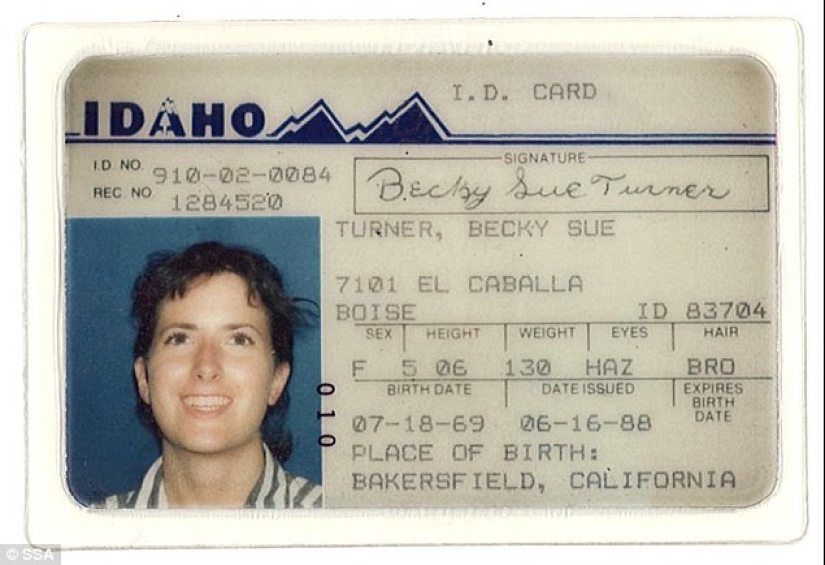 I.D. CARD
IDAHO
SIGNATURE
I.D. NO. 910-02-0084
REC NO. 1284520
Becky Sue Turner
TURNER, BECKY SUE
7101 EL CABALLA
BOISE ID 83704
SEX HEIGHT WEIGHT EYES HAIR
F 5 06 130 HAZ BRO
BIRTH DATE DATE ISSUED EXPIRES BIRTH DATE
07-18-69 06-16-88
010
PLACE OF BIRTH:
BAKERSFIELD, CALIFORNIA
© SSA